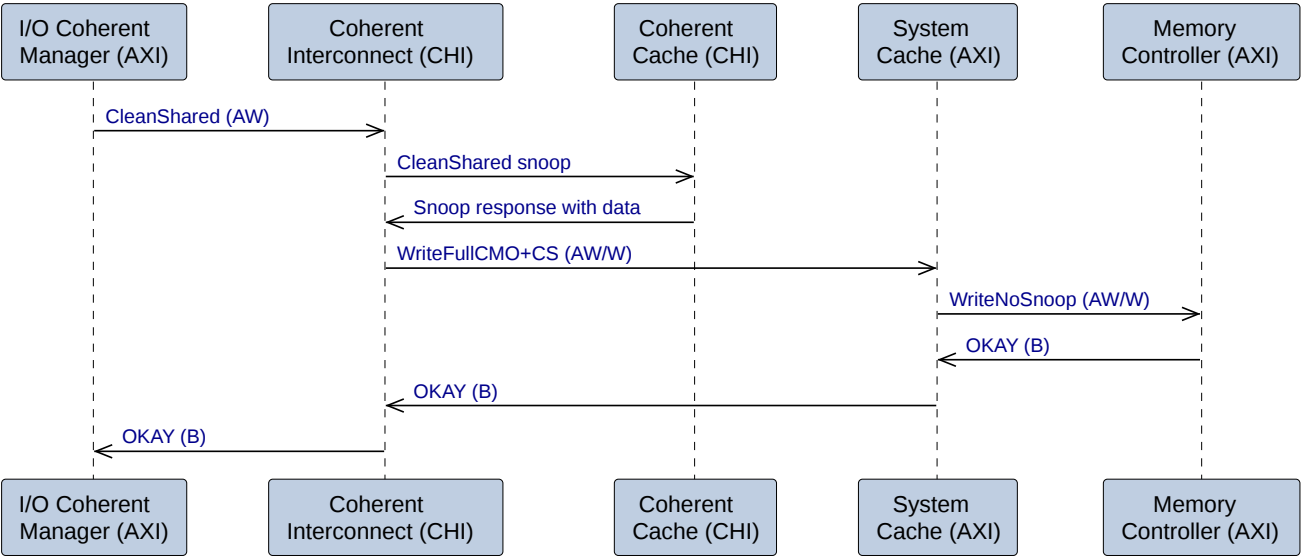 I/O Coherent
Manager (AXI)
Coherent
Interconnect (CHI)
Coherent
Cache (CHI)
System
Cache (AXI)
Memory
Controller (AXI)
CleanShared (AW)
CleanShared snoop
Snoop response with data
WriteFullCMO+CS (AW/W)
WriteNoSnoop (AW/W)
OKAY (B)
OKAY (B)
OKAY (B)
I/O Coherent
Manager (AXI)
Coherent
Interconnect (CHI)
Coherent
Cache (CHI)
System
Cache (AXI)
Memory
Controller (AXI)